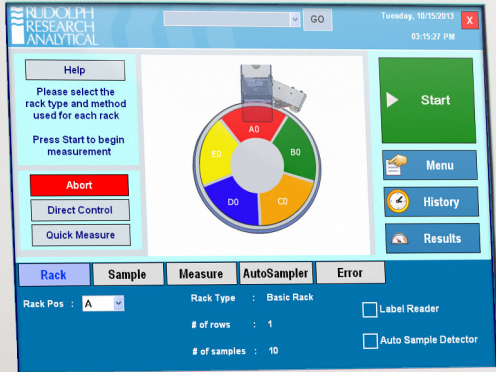 RUDOLPH
RESEARCH
ANALYTICAL
GO
Tuesday, 10/15/2013
03:15:27 PM
X
Help
Please select the
rack type and method
used for each rack
Press Start to begin
measurement
Abort
Direct Control
Quick Measure
A0
B0
C0
D0
E0
Start
Menu
History
Results
Rack Sample Measure AutoSampler Error
Rack Pos : A
Rack Type : Basic Rack
# of rows : 1
# of samples : 10
Label Reader
Auto Sample Detector